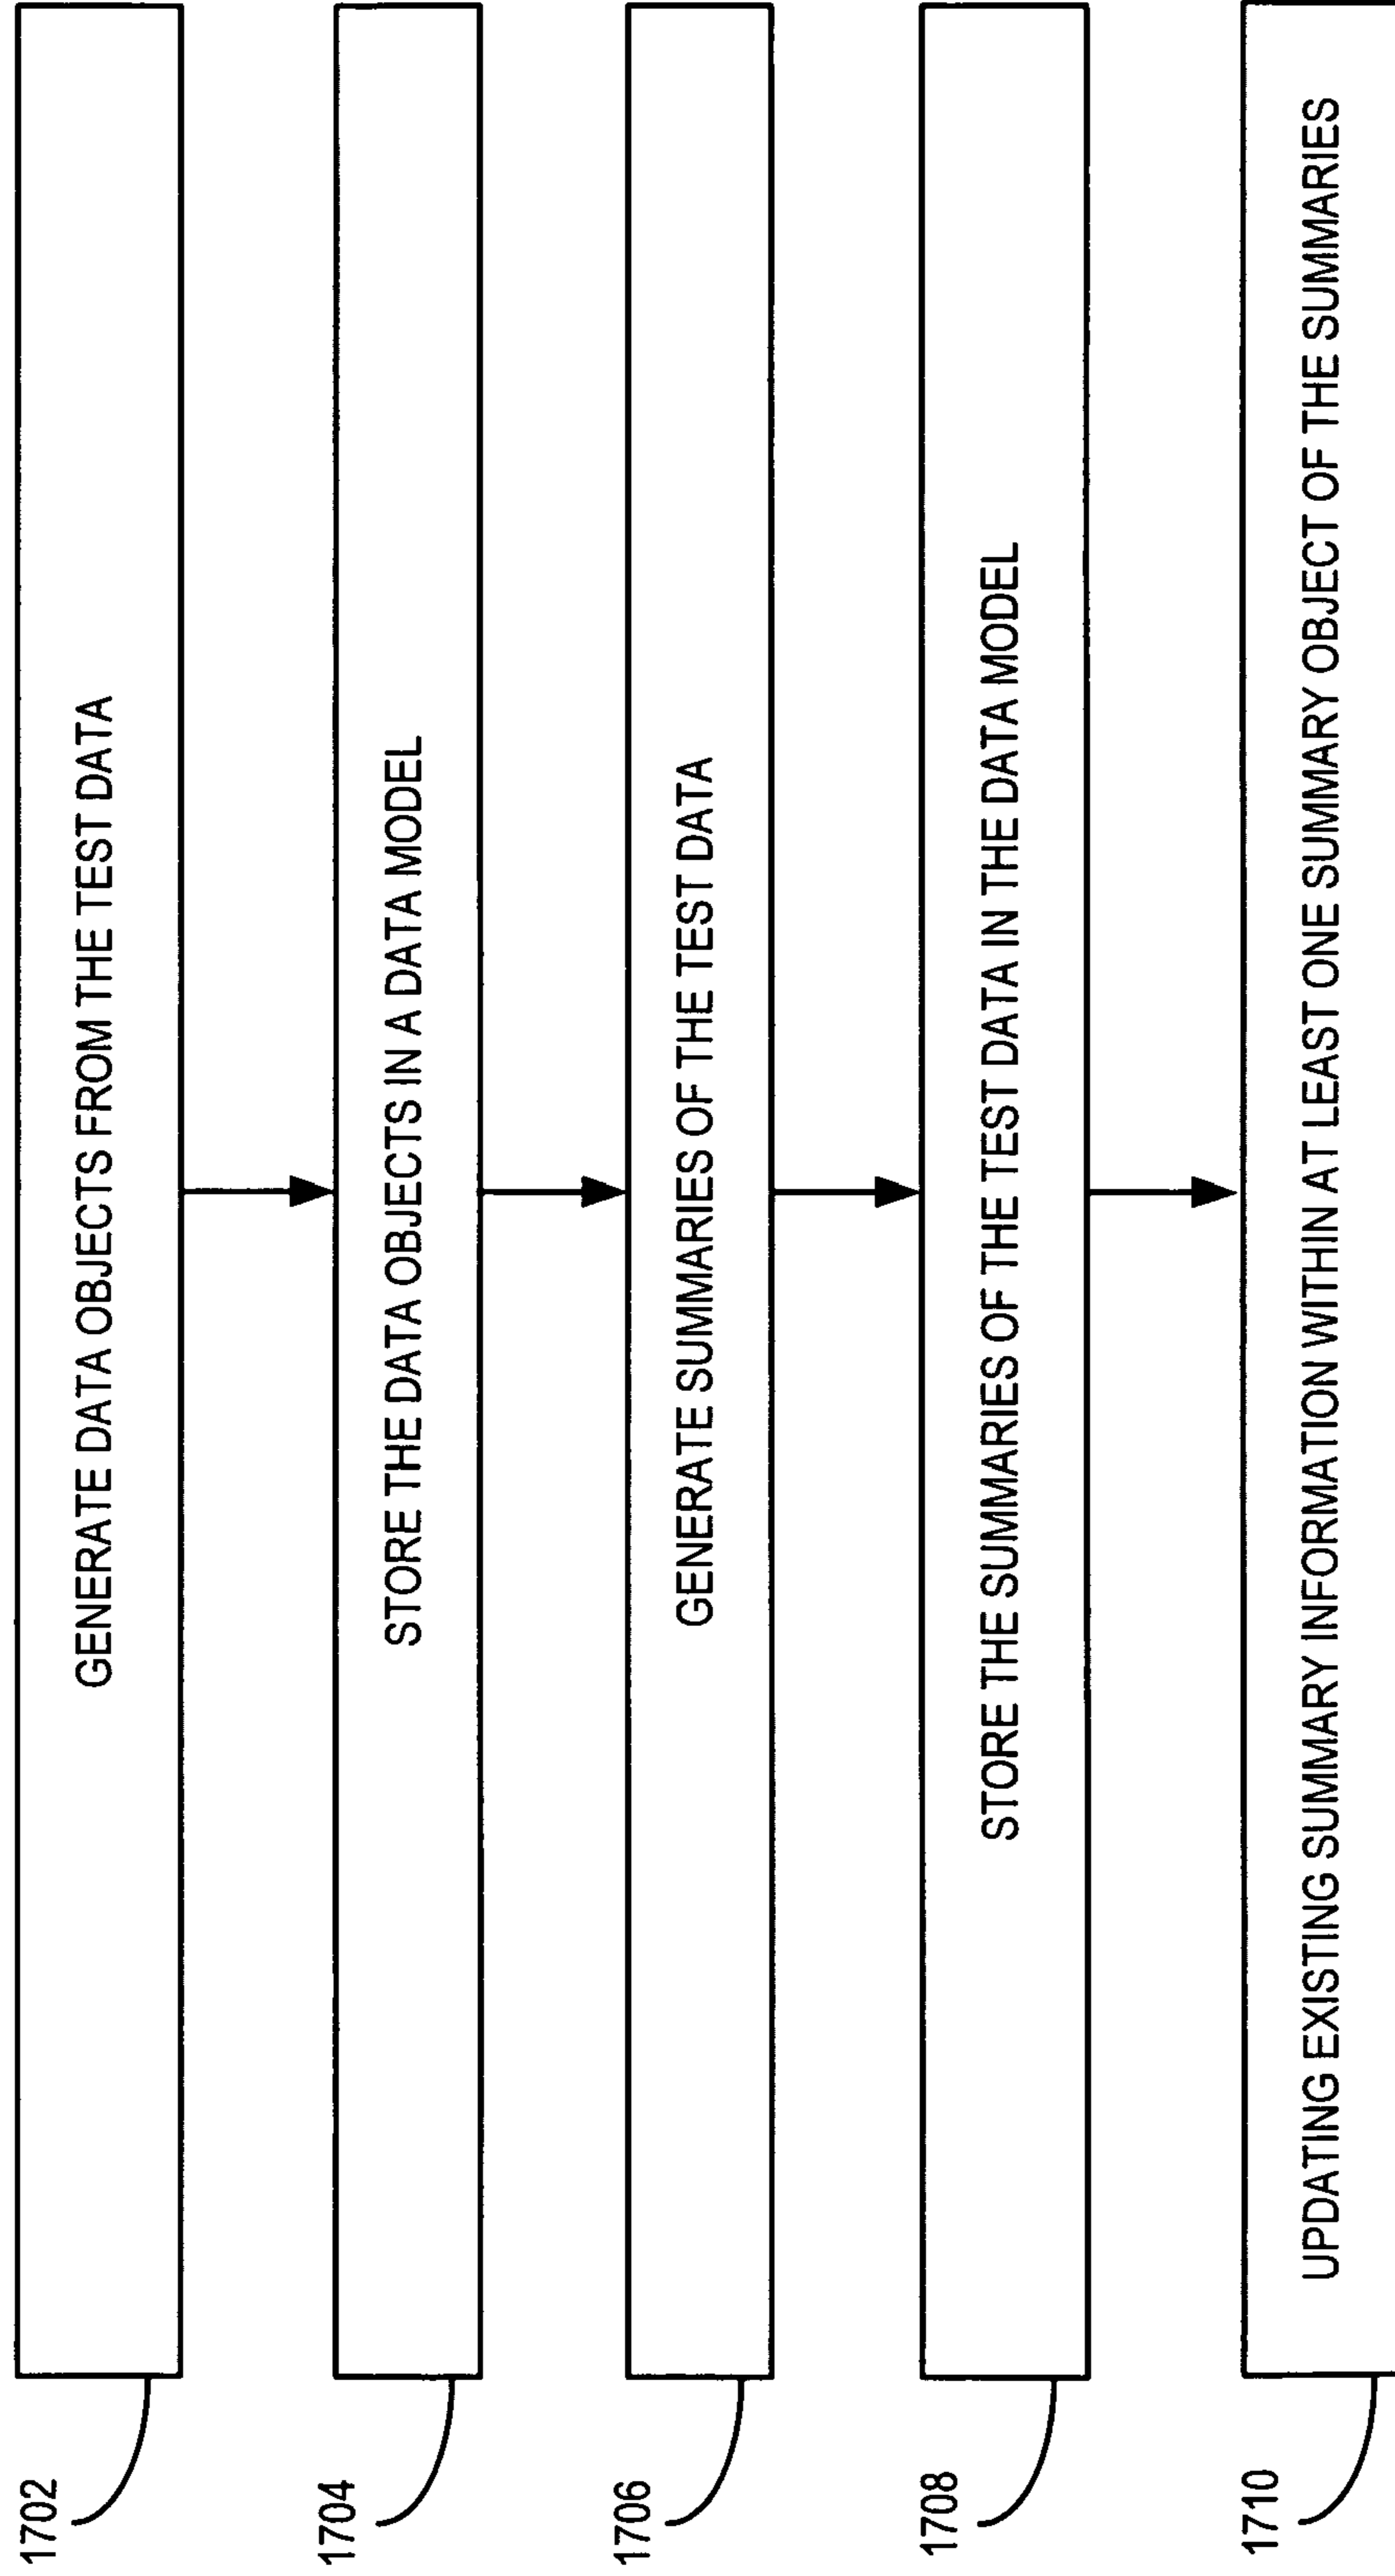 1702
GENERATE DATA OBJECTS FROM THE TEST DATA
1704
STORE THE DATA OBJECTS IN A DATA MODEL
1706
GENERATE SUMMARIES OF THE TEST DATA
1708
STORE THE SUMMARIES OF THE TEST DATA IN THE DATA MODEL
1710
UPDATING EXISTING SUMMARY INFORMATION WITHIN AT LEAST ONE SUMMARY OBJECT OF THE SUMMARIES